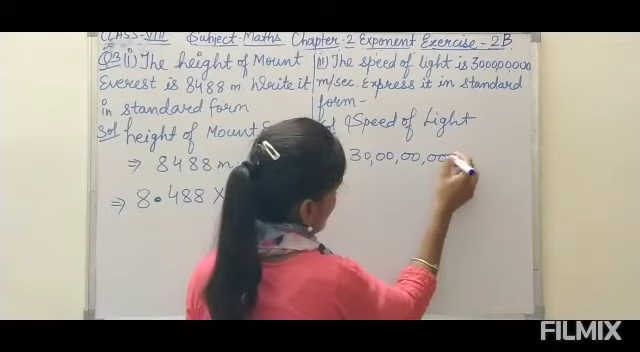 CLASS-VIII Subject-Maths Chapter-2 Exponent Exercise-2B
Q3 (i) The height of Mount
Everest is 8488 m. Write it
in standard form
Sol height of Mount
⇒ 8488 m
⇒ 8.488 X
iii) The speed of light is 300000000
m/sec. Express it in standard
form-
Speed of Light
30,00,00,000
FILMIX